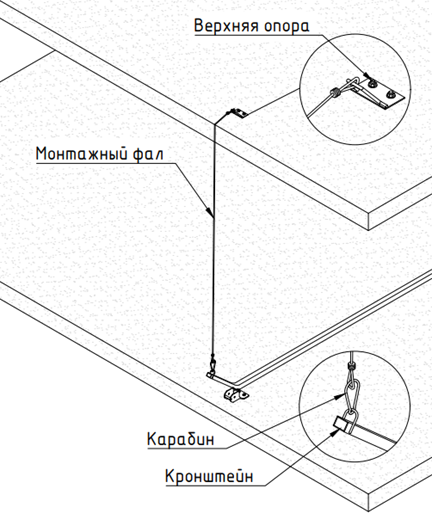 Верхняя опора
Монтажный фал
Карабин
Кронштейн